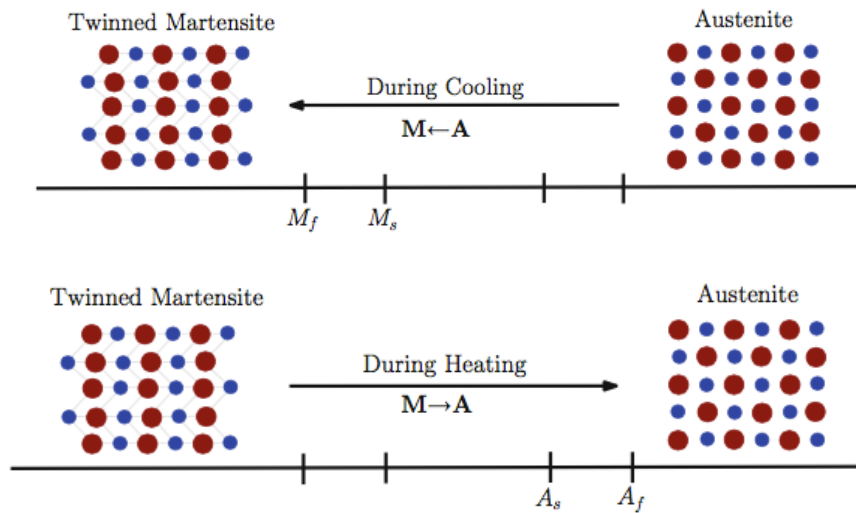 Twinned Martensite
Austenite
During Cooling
M←A
M_f
M_s
Twinned Martensite
Austenite
During Heating
M→A
A_s
A_f